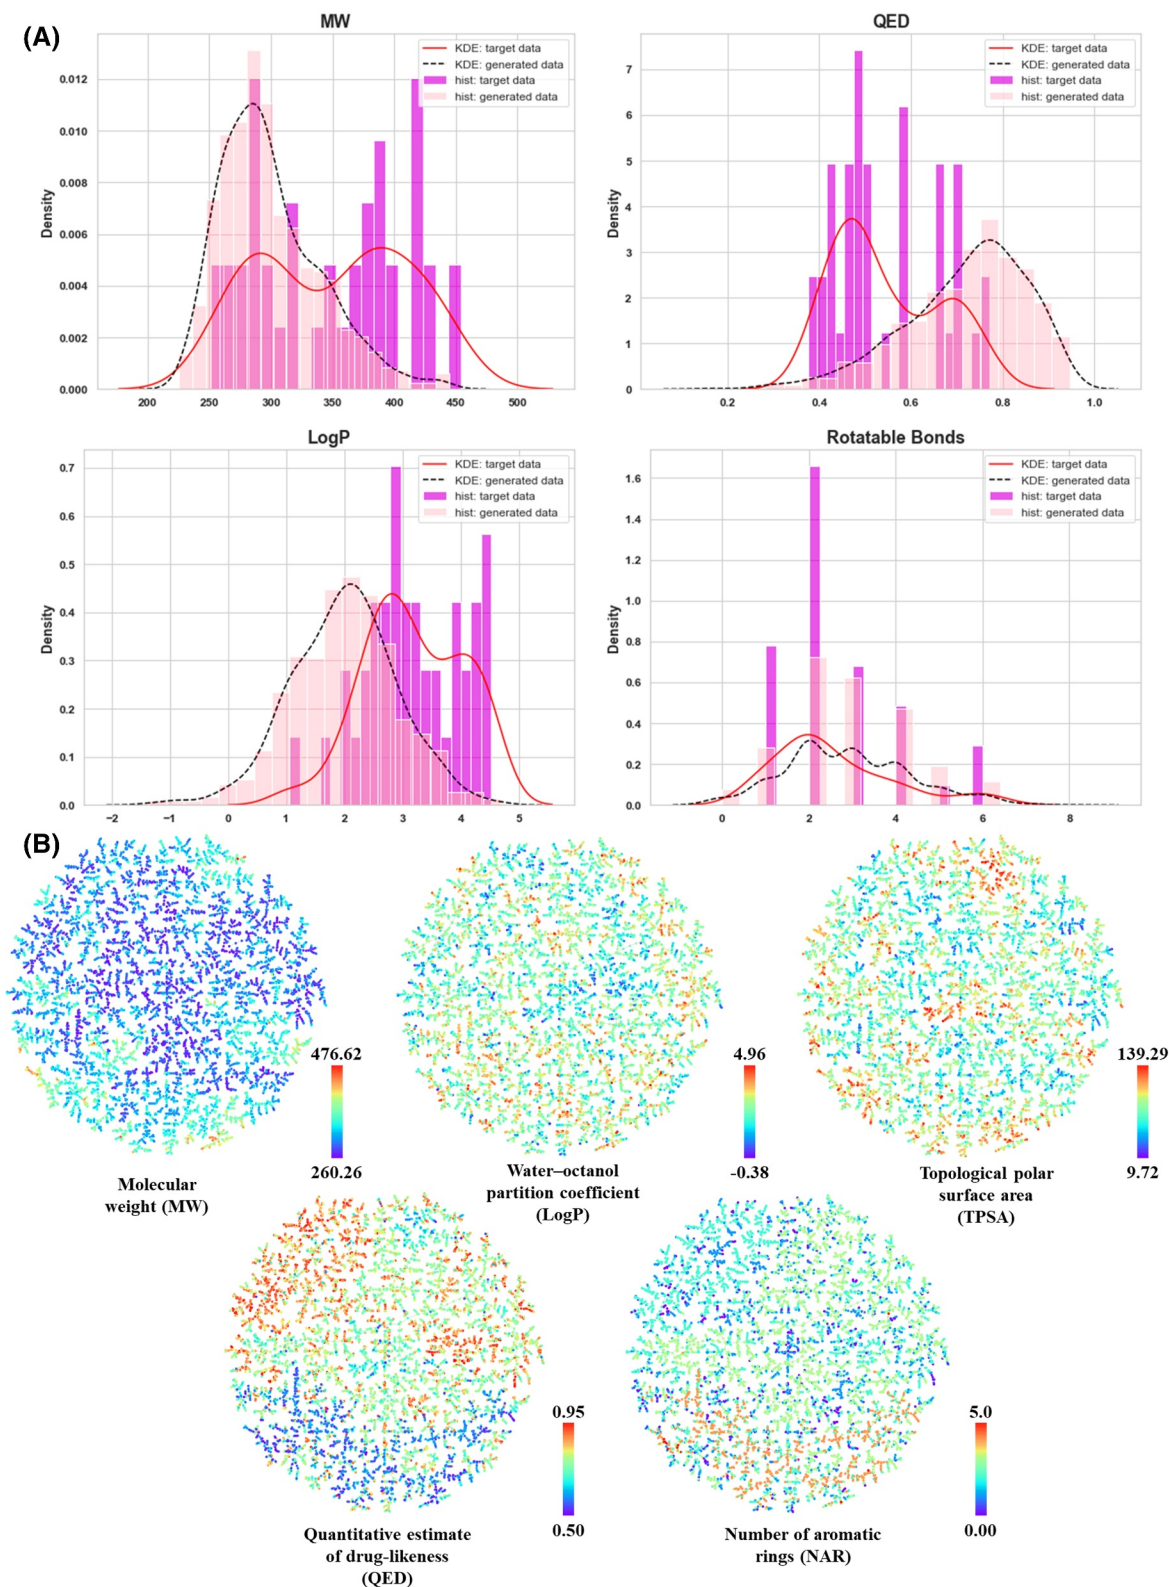 (A)
MW
KDE: target data
KDE: generated data
hist: target data
hist: generated data
Density
0.012
0.010
0.008
0.006
0.004
0.002
0.000
200 250 300 350 400 450 500
QED
KDE: target data
KDE: generated data
hist: target data
hist: generated data
Density
7
6
5
4
3
2
1
0
0.2 0.4 0.6 0.8 1.0
LogP
KDE: target data
KDE: generated data
hist: target data
hist: generated data
Density
0.7
0.6
0.5
0.4
0.3
0.2
0.1
0.0
−2 −1 0 1 2 3 4 5
Rotatable Bonds
KDE: target data
KDE: generated data
hist: target data
hist: generated data
Density
1.6
1.4
1.2
1.0
0.8
0.6
0.4
0.2
0.0
0 2 4 6 8
(B)
476.62
260.26
Molecular
weight (MW)
4.96
-0.38
Water–octanol
partition coefficient
(LogP)
139.29
9.72
Topological polar
surface area
(TPSA)
0.95
0.50
Quantitative estimate
of drug-likeness
(QED)
5.0
0.00
Number of aromatic
rings (NAR)